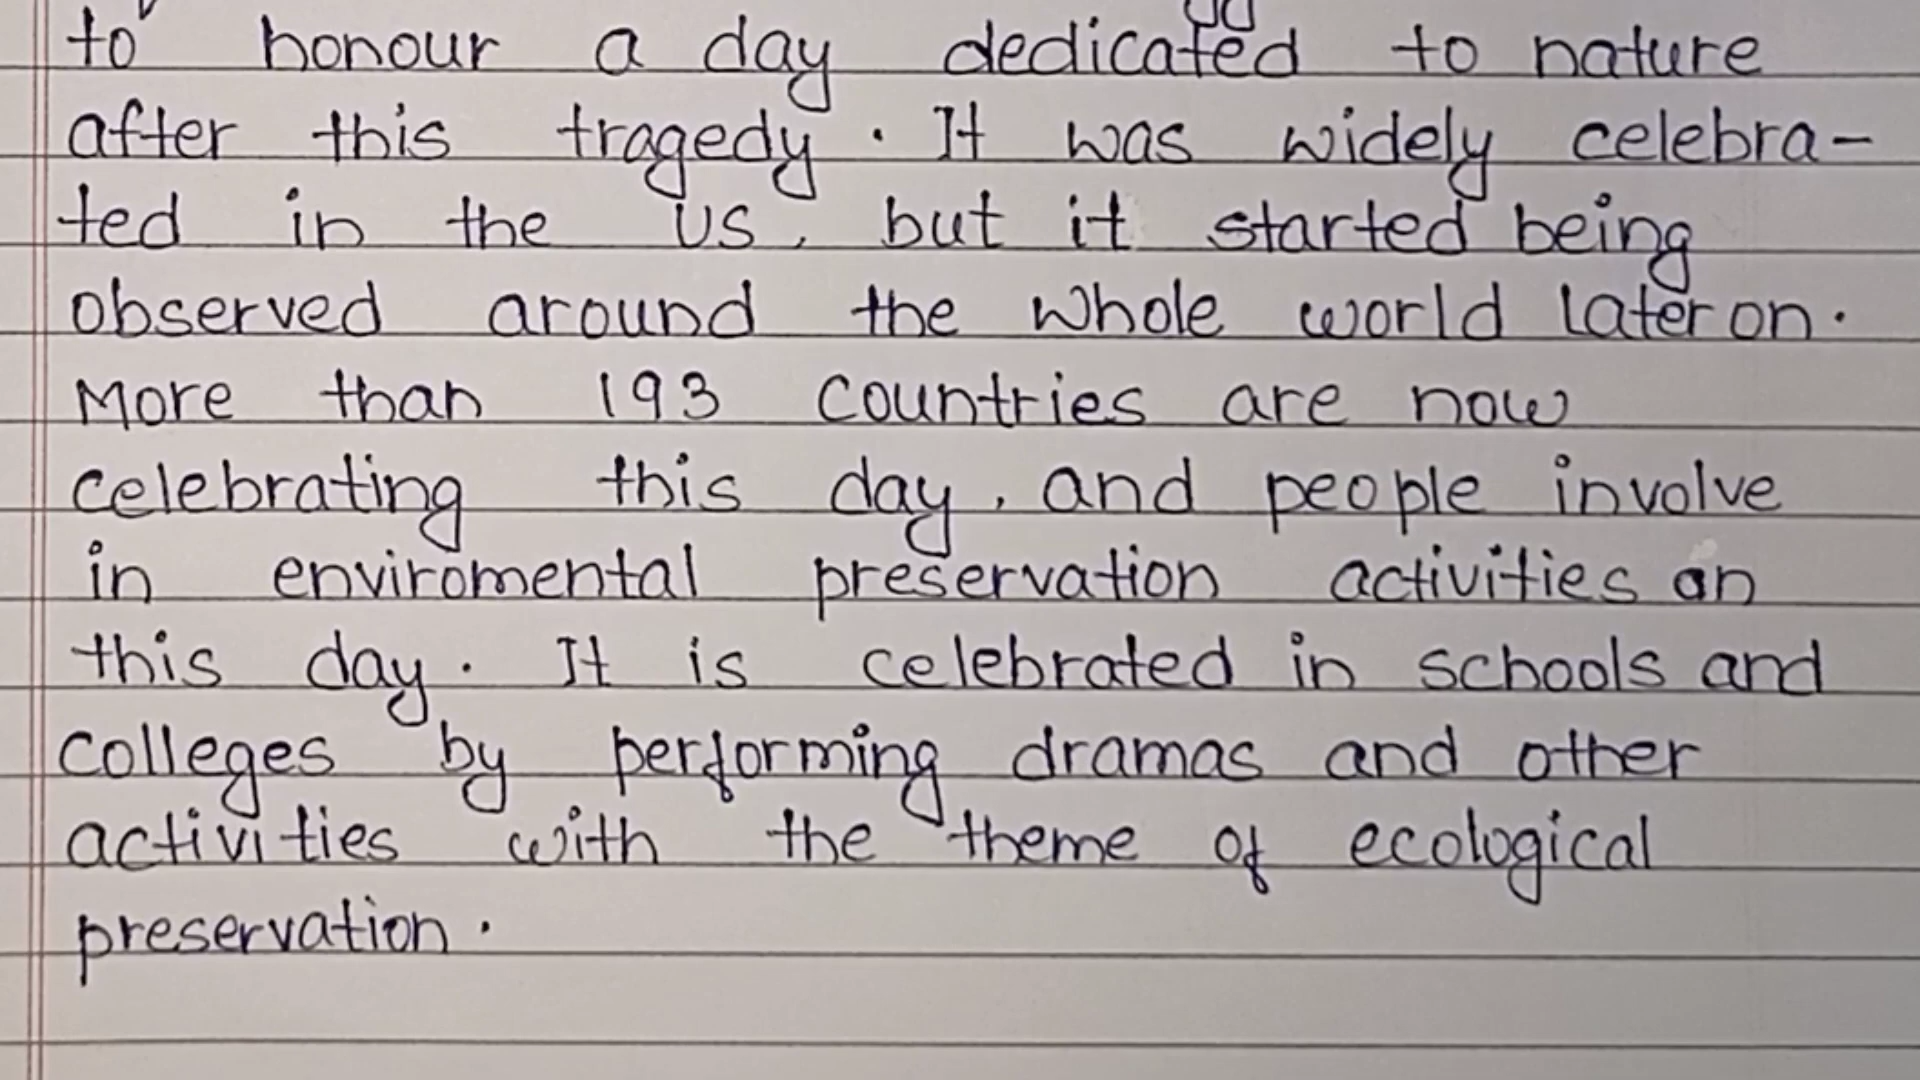 to honour a day dedicated to nature
after this tragedy. It was widely celebra-
ted in the US, but it started being
observed around the whole world later on.
More than 193 countries are now
celebrating this day, and people involve
in enviromental preservation activities on
this day. It is celebrated in schools and
colleges by performing dramas and other
activities with the theme of ecological
preservation.